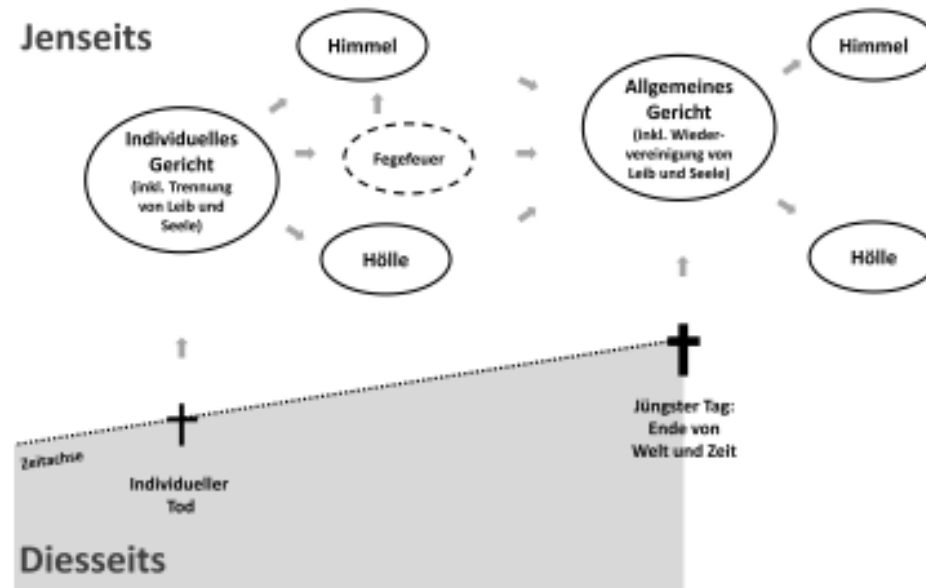 Jenseits
Himmel
Himmel
Individuelles
Gericht
(inkl. Trennung
von Leib und
Seele)
Fegefeuer
Allgemeines
Gericht
(inkl. Wieder-
vereinigung von
Leib und Seele)
Hölle
Hölle
Zeitachse
Individueller
Tod
Jüngster Tag:
Ende von
Welt und Zeit
Diesseits